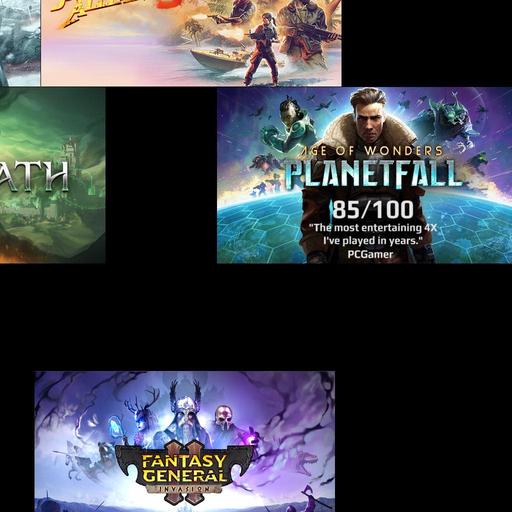 ATH
AGE OF WONDERS
PLANETFALL
85/100
"The most entertaining 4X
I've played in years."
PCGamer
FANTASY
GENERAL
II
INVASION